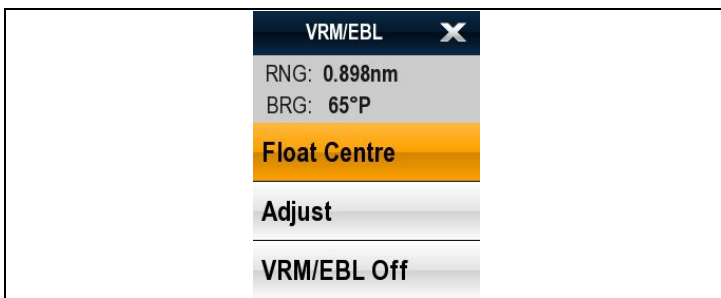 VRM/EBL
RNG: 0.898nm
BRG: 65°P
Float Centre
Adjust
VRM/EBL Off